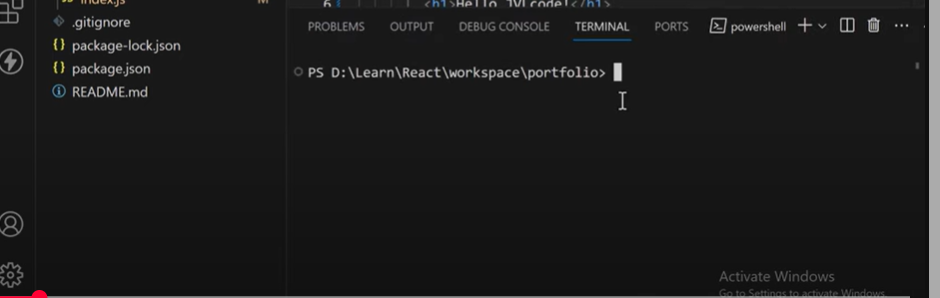 index.js M
.gitignore
package-lock.json
package.json
README.md
6 <h1>Hello JVLcode!</h1>
PROBLEMS OUTPUT DEBUG CONSOLE TERMINAL PORTS powershell
PS D:\Learn\React\workspace\portfolio>
Activate Windows
Go to Settings to activate Windows.